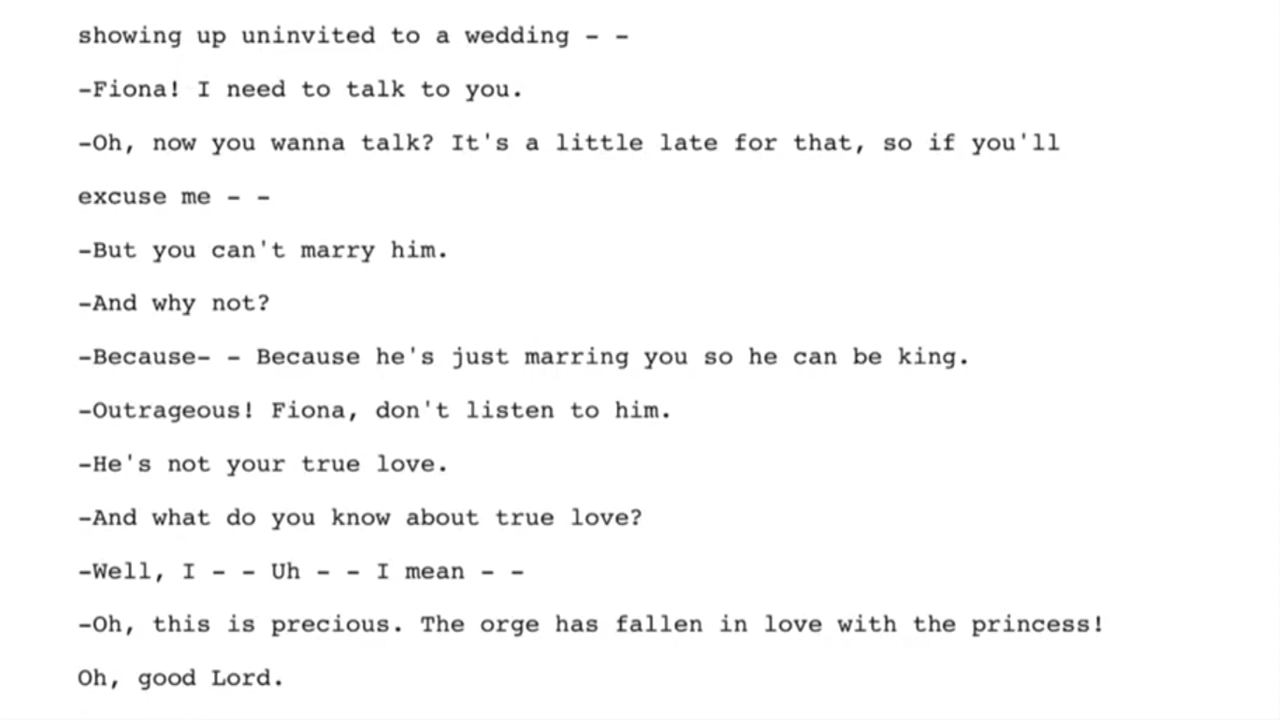 showing up uninvited to a wedding - -
-Fiona! I need to talk to you.
-Oh, now you wanna talk? It's a little late for that, so if you'll
excuse me - -
-But you can't marry him.
-And why not?
-Because- - Because he's just marring you so he can be king.
-Outrageous! Fiona, don't listen to him.
-He's not your true love.
-And what do you know about true love?
-Well, I - - Uh - - I mean - -
-Oh, this is precious. The orge has fallen in love with the princess!
Oh, good Lord.